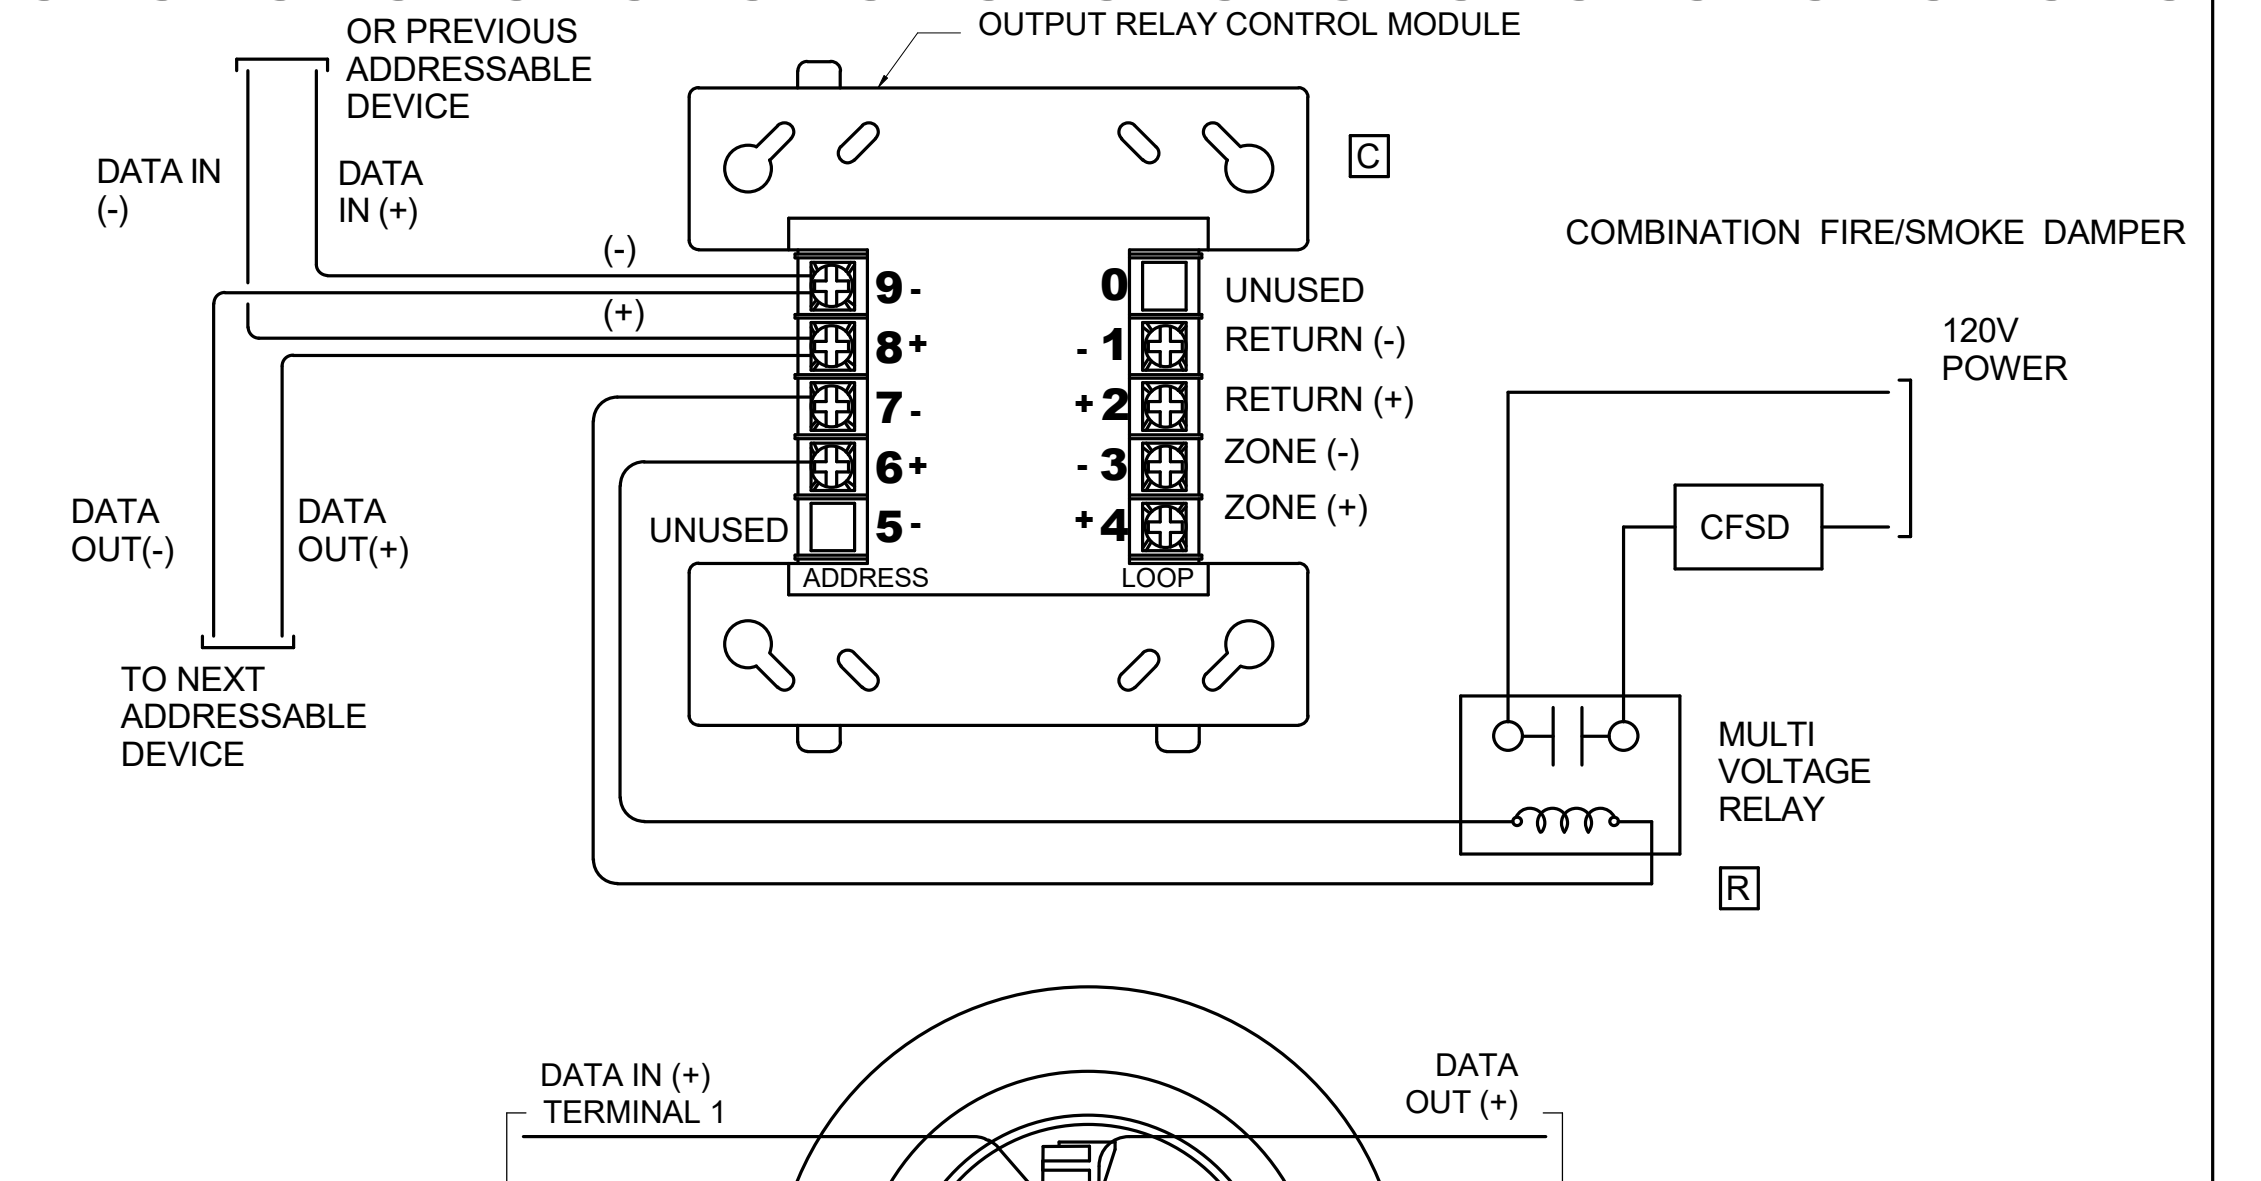 OR PREVIOUS
ADDRESSABLE
DEVICE
OUTPUT RELAY CONTROL MODULE
C
DATA IN
(-)
DATA
IN (+)
COMBINATION FIRE/SMOKE DAMPER
(-)
(+)
9 -
8 +
7 -
6 +
UNUSED 5 -
ADDRESS
0 UNUSED
- 1 RETURN (-)
+ 2 RETURN (+)
- 3 ZONE (-)
+ 4 ZONE (+)
LOOP
120V
POWER
CFSD
DATA
OUT(-)
DATA
OUT(+)
TO NEXT
ADDRESSABLE
DEVICE
MULTI
VOLTAGE
RELAY
R
DATA IN (+)
TERMINAL 1
DATA
OUT (+)